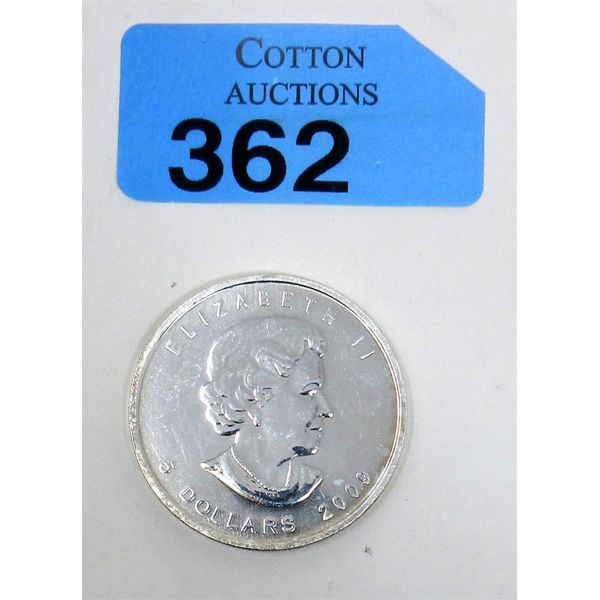 COTTON
AUCTIONS
362
ELIZABETH II
5 DOLLARS 2009